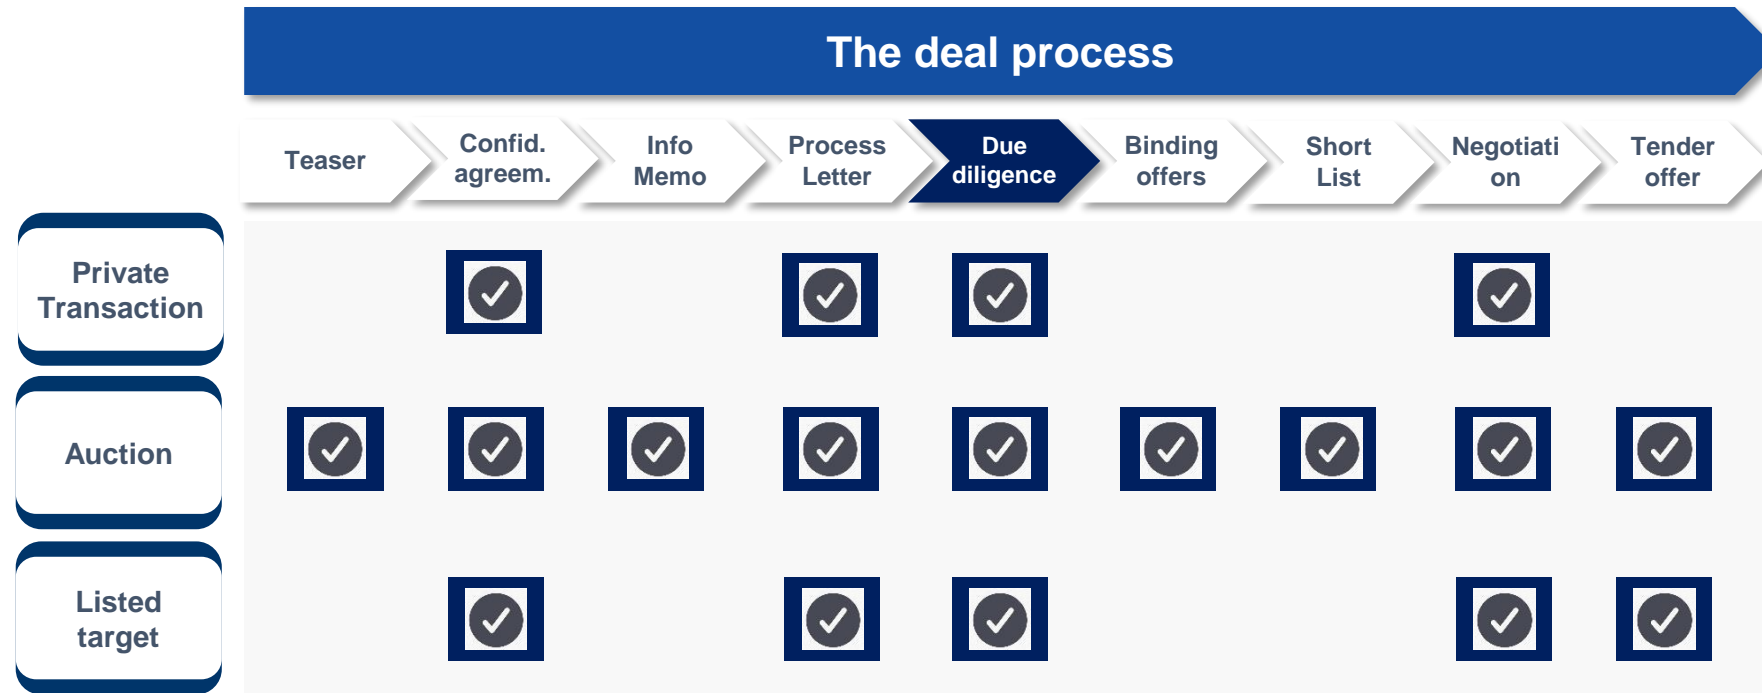 The deal process
Teaser
Confid.
agreem.
Info
Memo
Process
Letter
Due
diligence
Binding
offers
Short
List
Negotiati
on
Tender
offer
Private
Transaction
Auction
Listed
target